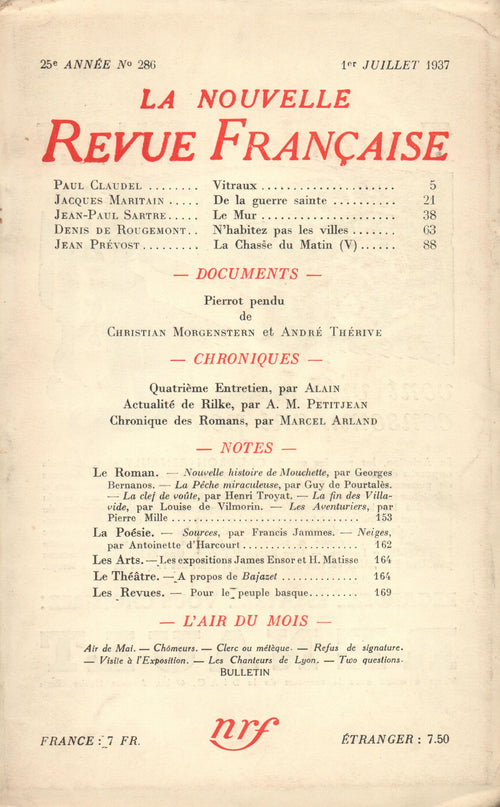 25e ANNÉE No 286 1er JUILLET 1937
LA NOUVELLE
REVUE FRANÇAISE
PAUL CLAUDEL ........ Vitraux .................... 5
JACQUES MARITAIN ..... De la guerre sainte .......... 21
JEAN-PAUL SARTRE ..... Le Mur .................... 38
DENIS DE ROUGEMONT .. N'habitez pas les villes ....... 63
JEAN PRÉVOST ......... La Chasse du Matin (V) ...... 88
— DOCUMENTS —
Pierrot pendu
de
CHRISTIAN MORGENSTERN et ANDRÉ THÉRIVE
— CHRONIQUES —
Quatrième Entretien, par ALAIN
Actualité de Rilke, par A. M. PETITJEAN
Chronique des Romans, par MARCEL ARLAND
— NOTES —
Le Roman. — Nouvelle histoire de Mouchette, par Georges
Bernanos. — La Pêche miraculeuse, par Guy de Pourtalès.
— La clef de voûte, par Henri Troyat. — La fin des Villa-
vide, par Louise de Vilmorin. — Les Aventuriers, par
Pierre Mille ..................................... 153
La Poésie. — Sources, par Francis Jammes. — Neiges,
par Antoinette d'Harcourt ...................... 162
Les Arts. — Les expositions James Ensor et H. Matisse 164
Le Théâtre. — A propos de Bajazet .............. 164
Les Revues. — Pour le peuple basque ......... 169
— L'AIR DU MOIS —
Air de Mai. — Chômeurs. — Clerc ou métèque. — Refus de signature.
— Visite à l'Exposition. — Les Chanteurs de Lyon. — Two questions.
BULLETIN
FRANCE : 7 FR. nrf ÉTRANGER : 7.50